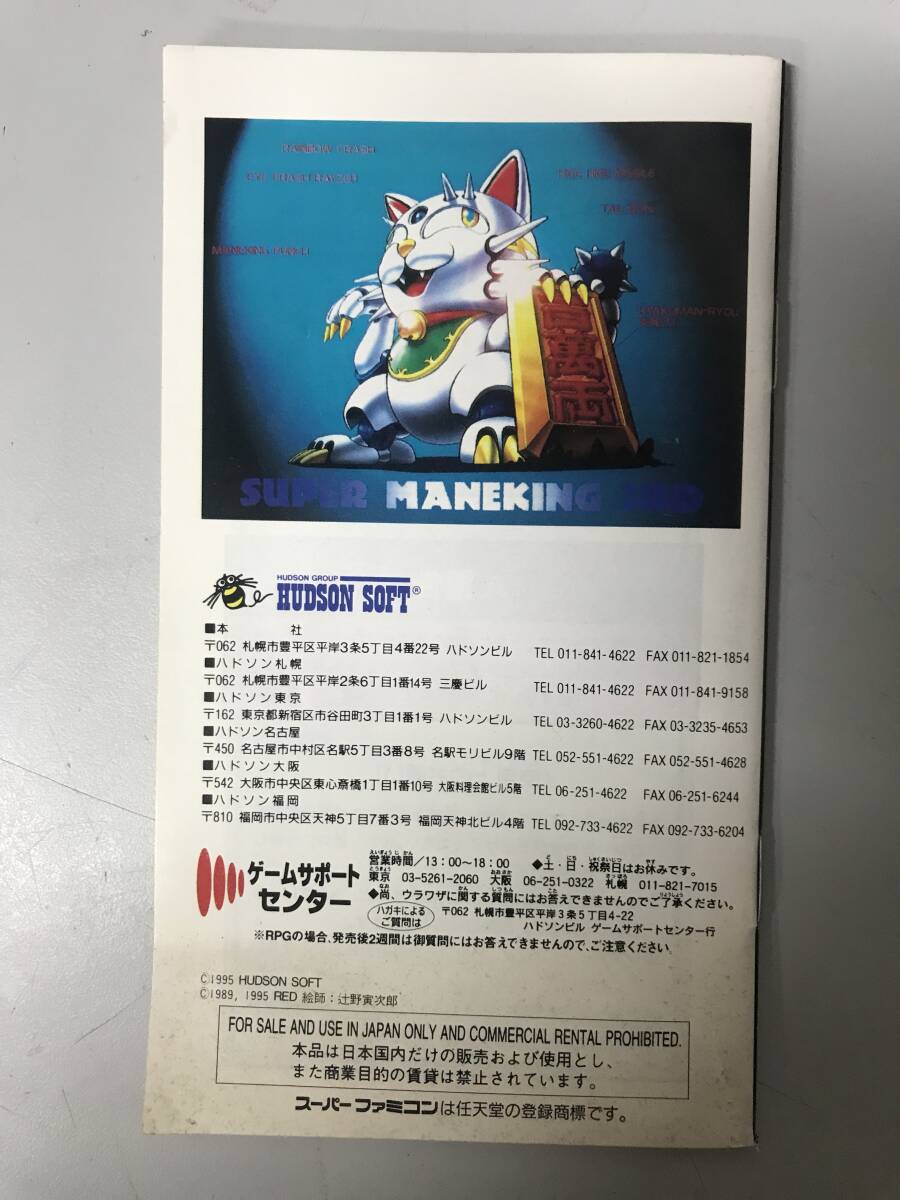 RAINBOW CRASH
TAIL
MANEKING PUNCH
百萬両
SUPER MANEKING 3RD
HUDSON GROUP
HUDSON SOFT®
■本 社
〒062 札幌市豊平区平岸3条5丁目4番22号 ハドソンビル TEL 011-841-4622 FAX 011-821-1854
■ハドソン札幌
〒062 札幌市豊平区平岸2条6丁目1番14号 三慶ビル TEL 011-841-4622 FAX 011-841-9158
■ハドソン東京
〒162 東京都新宿区市谷田町3丁目1番1号 ハドソンビル TEL 03-3260-4622 FAX 03-3235-4653
■ハドソン名古屋
〒450 名古屋市中村区名駅5丁目3番8号 名駅モリビル9階 TEL 052-551-4622 FAX 052-551-4628
■ハドソン大阪
〒542 大阪市中央区東心斎橋1丁目1番10号 大阪料理会館ビル5階 TEL 06-251-4622 FAX 06-251-6244
■ハドソン福岡
〒810 福岡市中央区天神5丁目7番3号 福岡天神北ビル4階 TEL 092-733-4622 FAX 092-733-6204
ゲームサポートセンター
営業時間/13:00~18:00 ◆土・日・祝祭日はお休みです。
東京 03-5261-2060 大阪 06-251-0322 札幌 011-821-7015
◆尚、ウラワザに関する質問にはお答えできませんのでご了承ください。
ハガキによるご質問は 〒062 札幌市豊平区平岸3条5丁目4-22
ハドソンビル ゲームサポートセンター行
※RPGの場合、発売後2週間は御質問にはお答えできませんので、ご注意ください。
©1995 HUDSON SOFT
©1989, 1995 RED 絵師:辻野寅次郎
FOR SALE AND USE IN JAPAN ONLY AND COMMERCIAL RENTAL PROHIBITED.
本品は日本国内だけの販売および使用とし、
また商業目的の賃貸は禁止されています。
スーパーファミコンは任天堂の登録商標です。